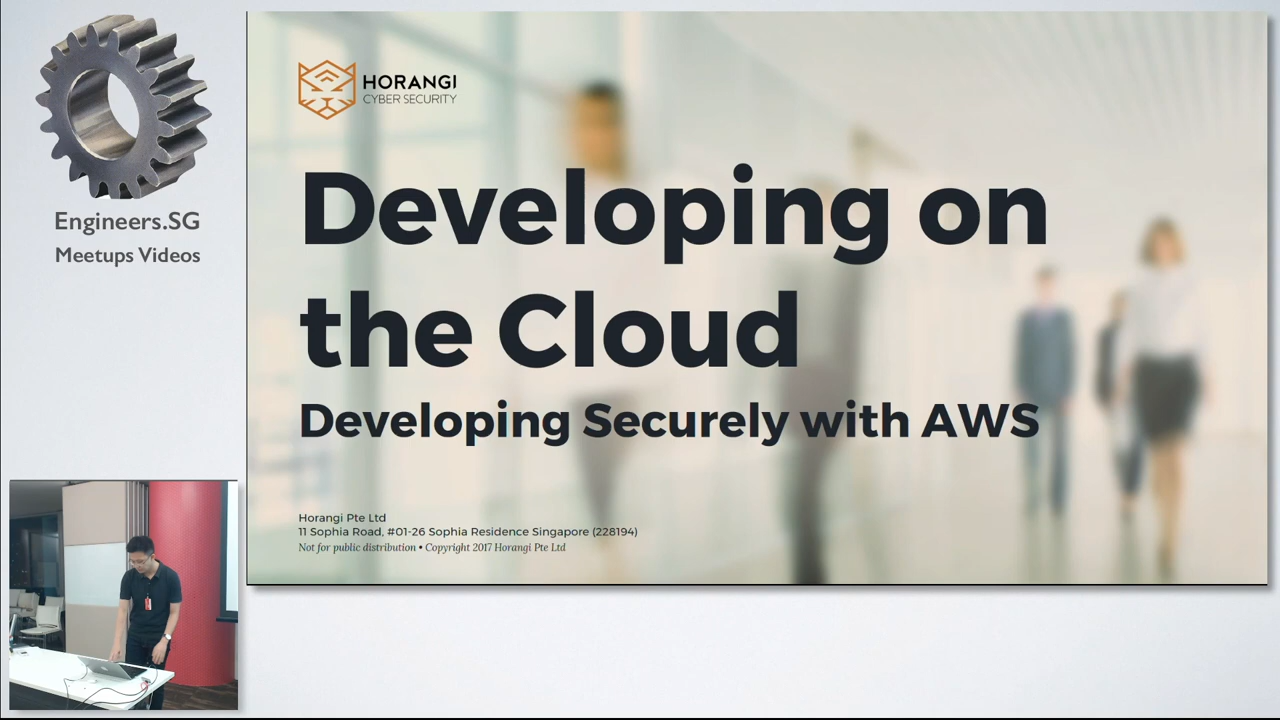 Engineers.SG
Meetups Videos
HORANGI
CYBER SECURITY
Developing on
the Cloud
Developing Securely with AWS
Horangi Pte Ltd
11 Sophia Road, #01-26 Sophia Residence Singapore (228194)
Not for public distribution • Copyright 2017 Horangi Pte Ltd